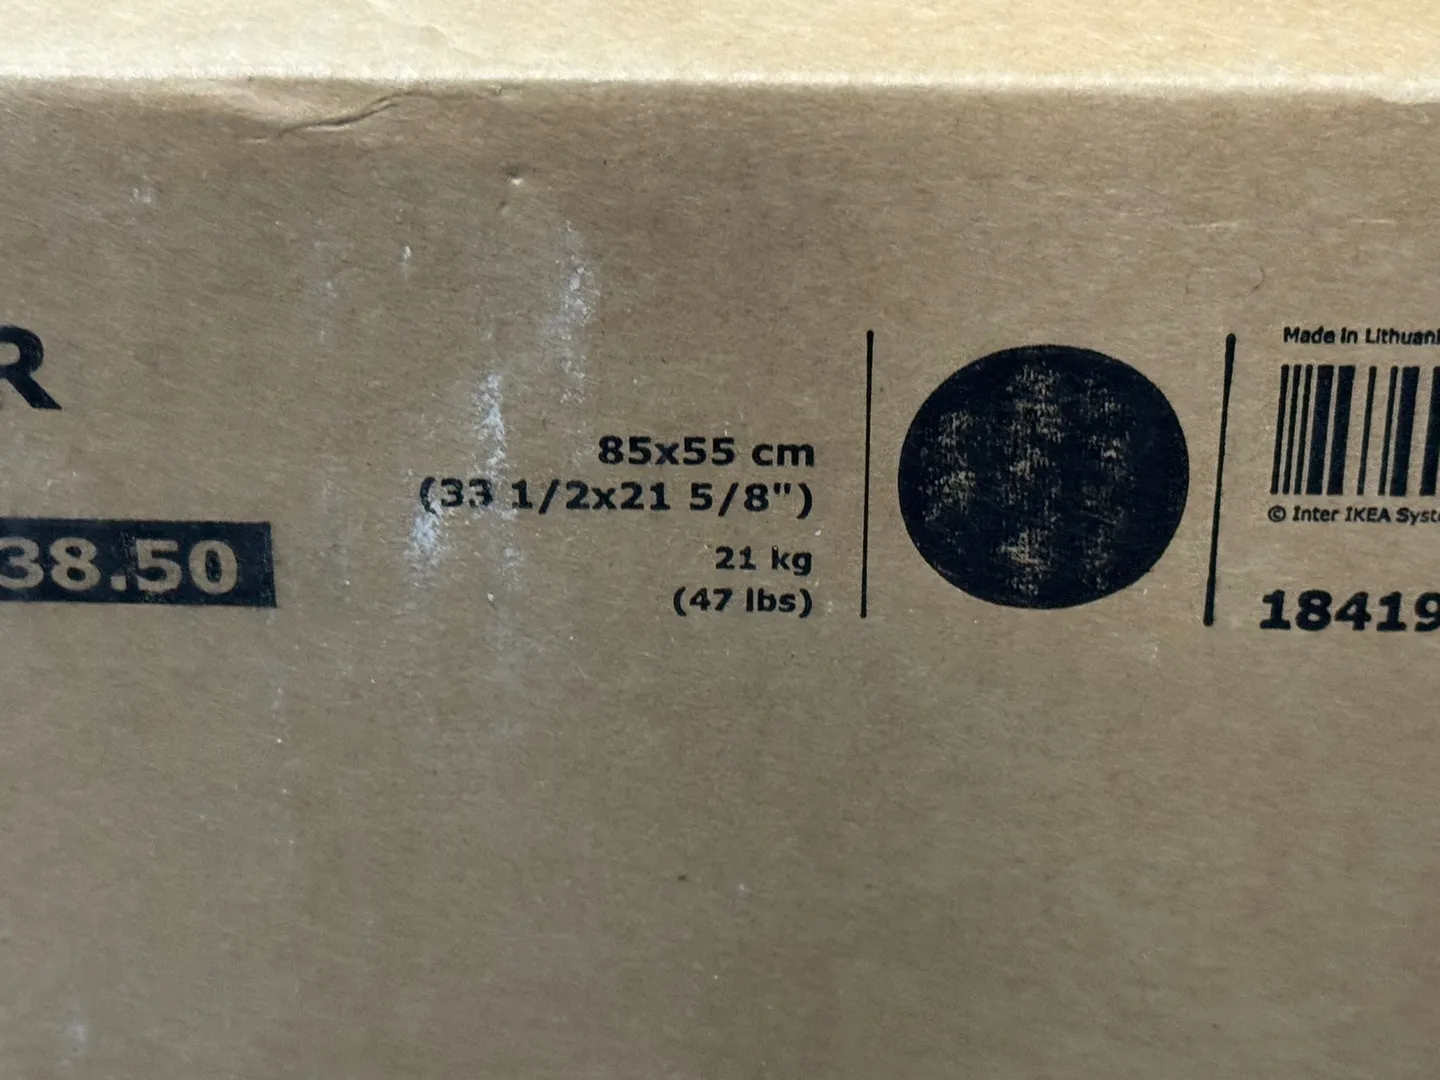 R
38.50
85x55 cm
(33 1/2x21 5/8")
21 kg
(47 lbs)
Made in Lithuani
© Inter IKEA Syste
18419